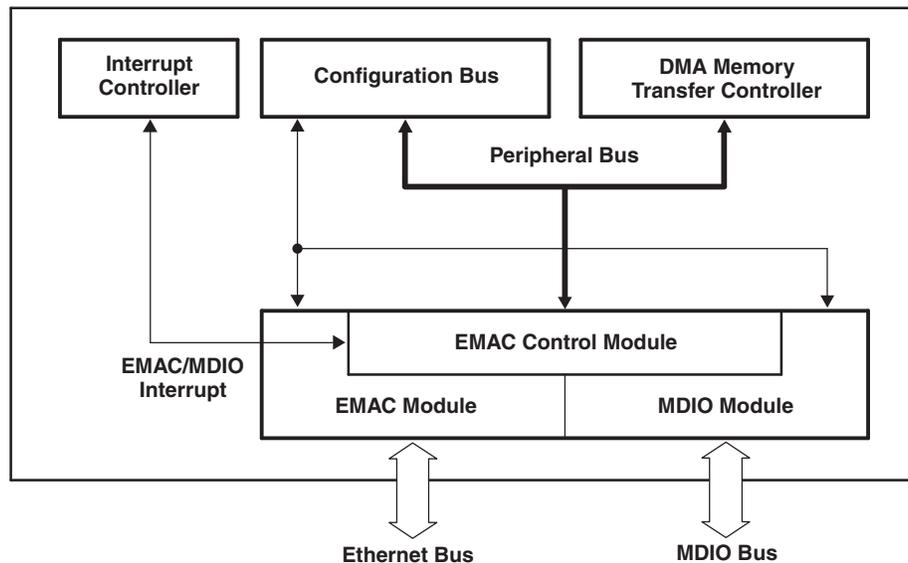 Interrupt
Controller
Configuration Bus
DMA Memory
Transfer Controller
Peripheral Bus
EMAC Control Module
EMAC/MDIO
Interrupt
EMAC Module
MDIO Module
Ethernet Bus
MDIO Bus